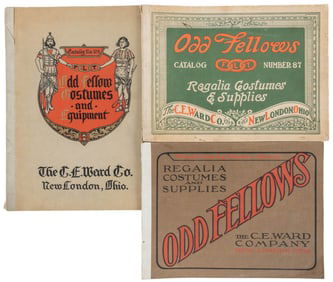 Odd Fellow
Costumes
and
Equipment
The C.E. Ward Co.
New London, Ohio.
Odd Fellows
CATALOG FLT NUMBER 87
Regalia Costumes
& Supplies
The C.E. WARD CO. NEW LONDON OHIO
REGALIA
COSTUMES
AND
SUPPLIES
ODD FELLOWS
THE C.E. WARD
COMPANY